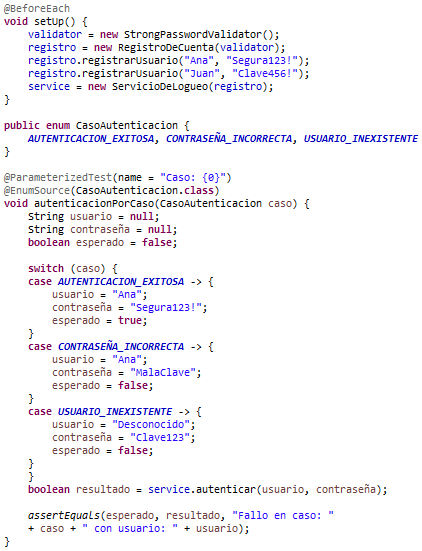 @BeforeEach
void setUp() {
    validator = new StrongPasswordValidator();
    registro = new RegistroDeCuenta(validator);
    registro.registrarUsuario("Ana", "Segura123!");
    registro.registrarUsuario("Juan", "Clave456!");
    service = new ServicioDeLogueo(registro);
}

public enum CasoAutenticacion {
    AUTENTICACION_EXITOSA, CONTRASEÑA_INCORRECTA, USUARIO_INEXISTENTE
}

@ParameterizedTest(name = "Caso: {0}")
@EnumSource(CasoAutenticacion.class)
void autenticacionPorCaso(CasoAutenticacion caso) {
    String usuario = null;
    String contraseña = null;
    boolean esperado = false;

    switch (caso) {
    case AUTENTICACION_EXITOSA -> {
        usuario = "Ana";
        contraseña = "Segura123!";
        esperado = true;
    }
    case CONTRASEÑA_INCORRECTA -> {
        usuario = "Ana";
        contraseña = "MalaClave";
        esperado = false;
    }
    case USUARIO_INEXISTENTE -> {
        usuario = "Desconocido";
        contraseña = "Clave123";
        esperado = false;
    }
    }
    boolean resultado = service.autenticar(usuario, contraseña);

    assertEquals(esperado, resultado, "Fallo en caso: "
    + caso + " con usuario: " + usuario);
}